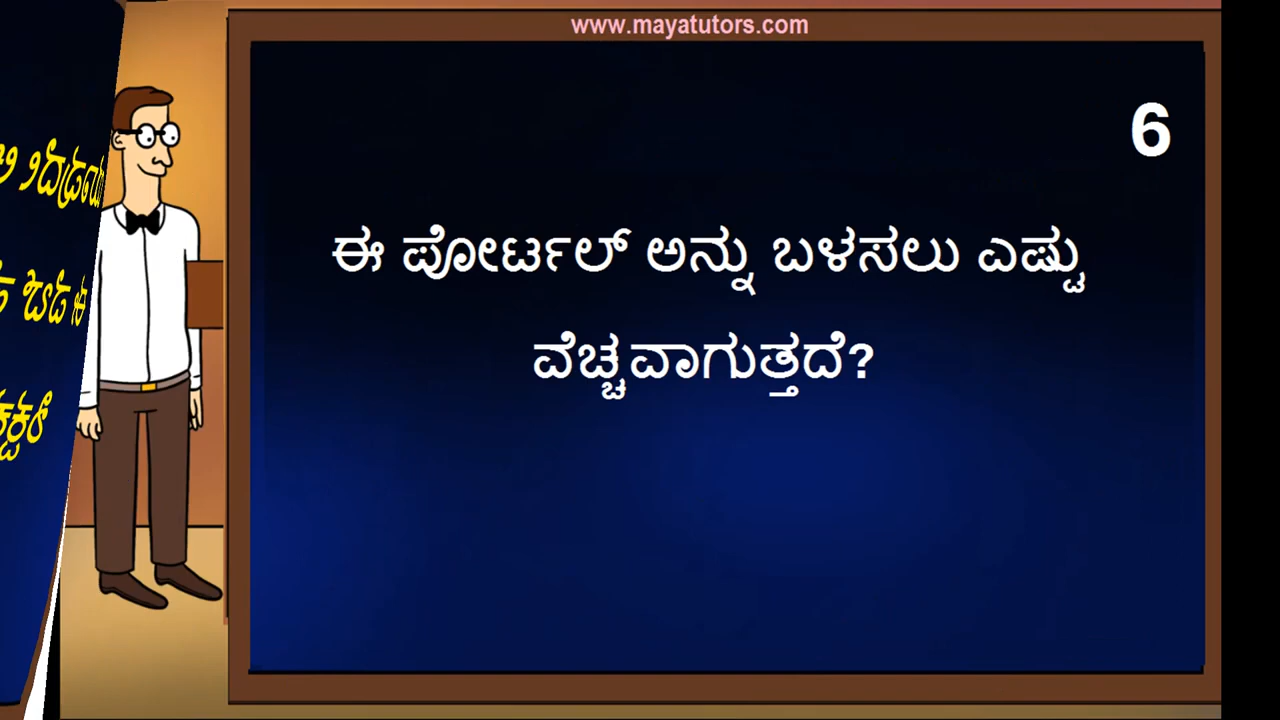 www.mayatutors.com
6
ಈ ಪೋರ್ಟಲ್ ಅನ್ನು ಬಳಸಲು ಎಷ್ಟು
ವೆಚ್ಚವಾಗುತ್ತದೆ?